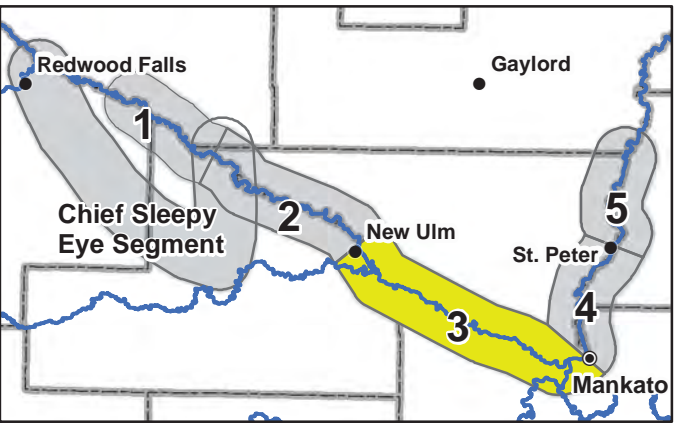 Redwood Falls
Gaylord
1
Chief Sleepy
Eye Segment
2
New Ulm
5
St. Peter
3
4
Mankato